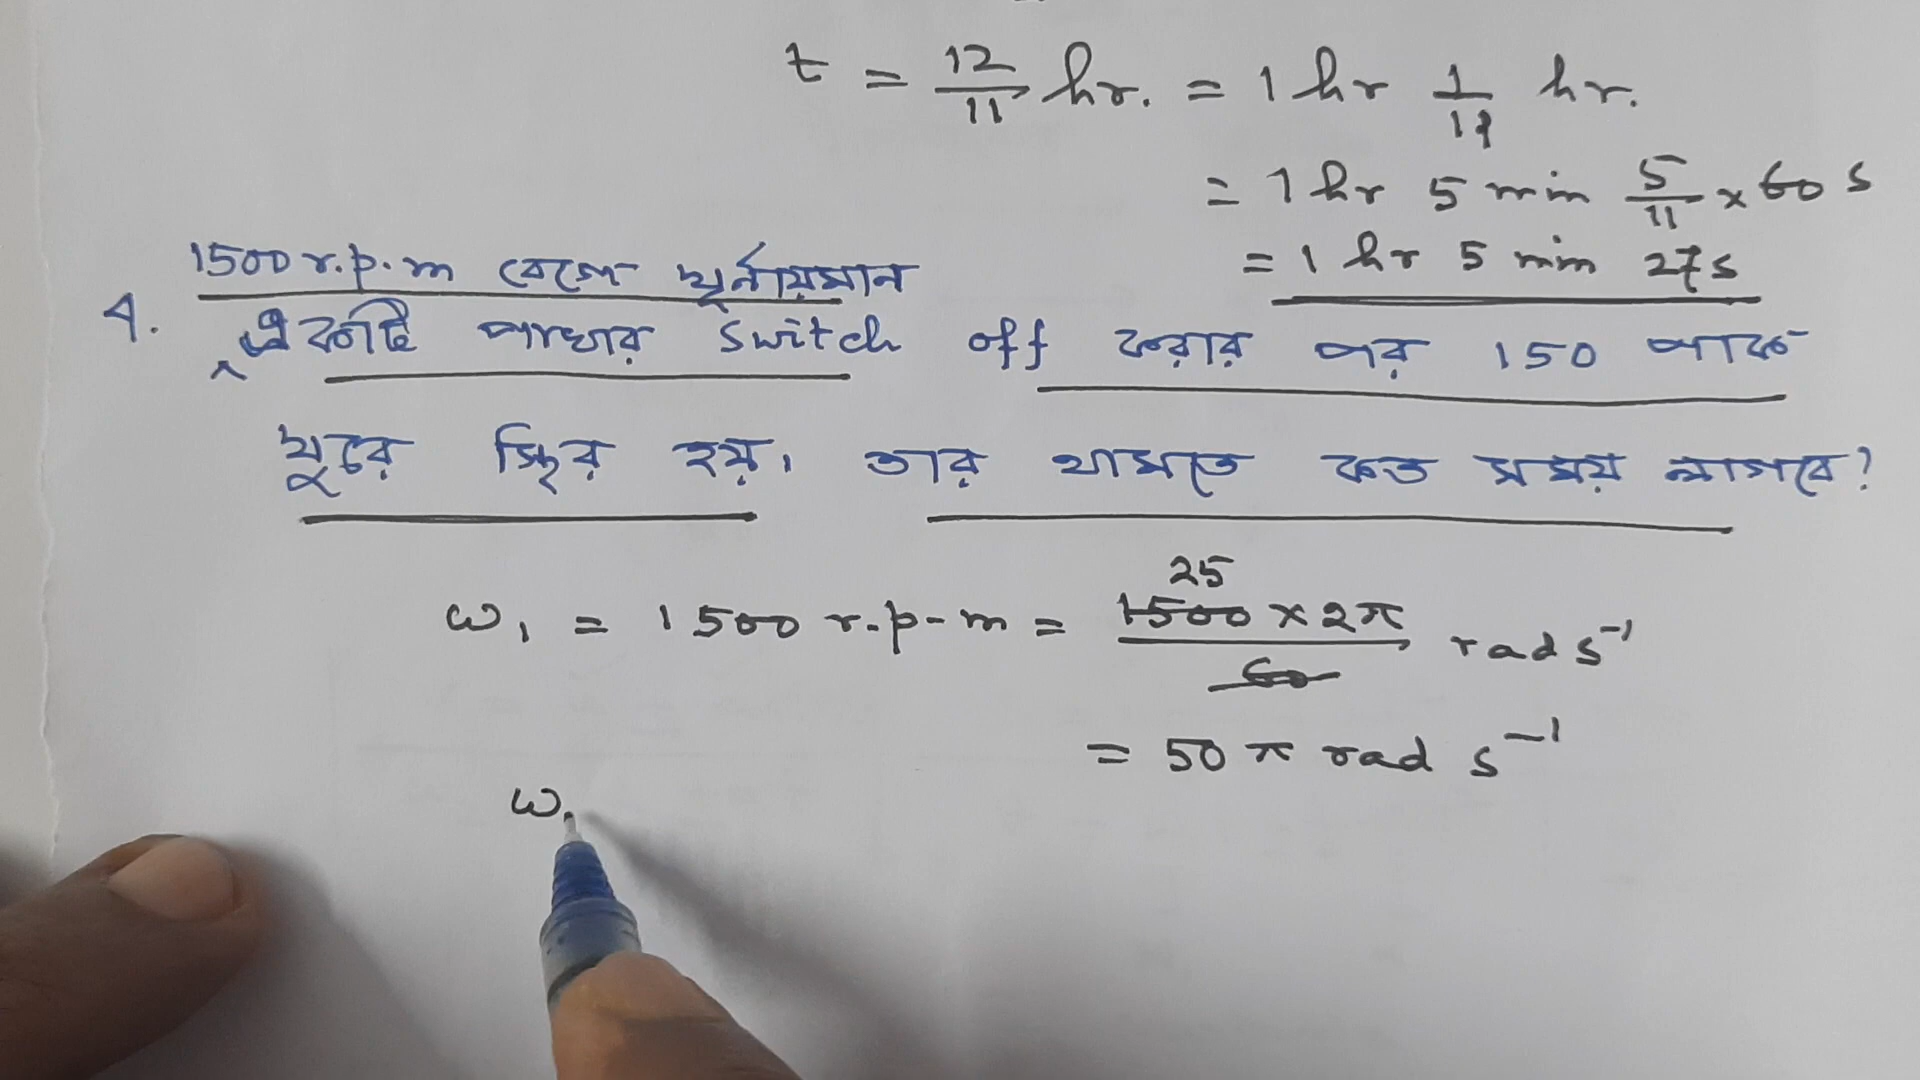 t = 12/11 hr. = 1 hr 1/11 hr.
= 1 hr 5 min 5/11 × 60 s
= 1 hr 5 min 27s
1500 r.p.m বেগে ঘূর্নায়মান
4. একটি পাখার switch off করার পর 150 পাক
ঘুরে স্থির হয়। তার থামতে কত সময় লাগবে?
25
ω₁ = 1500 r.p.m = 1500 × 2π / 60 rad s⁻¹
= 50 π rad s⁻¹
ω